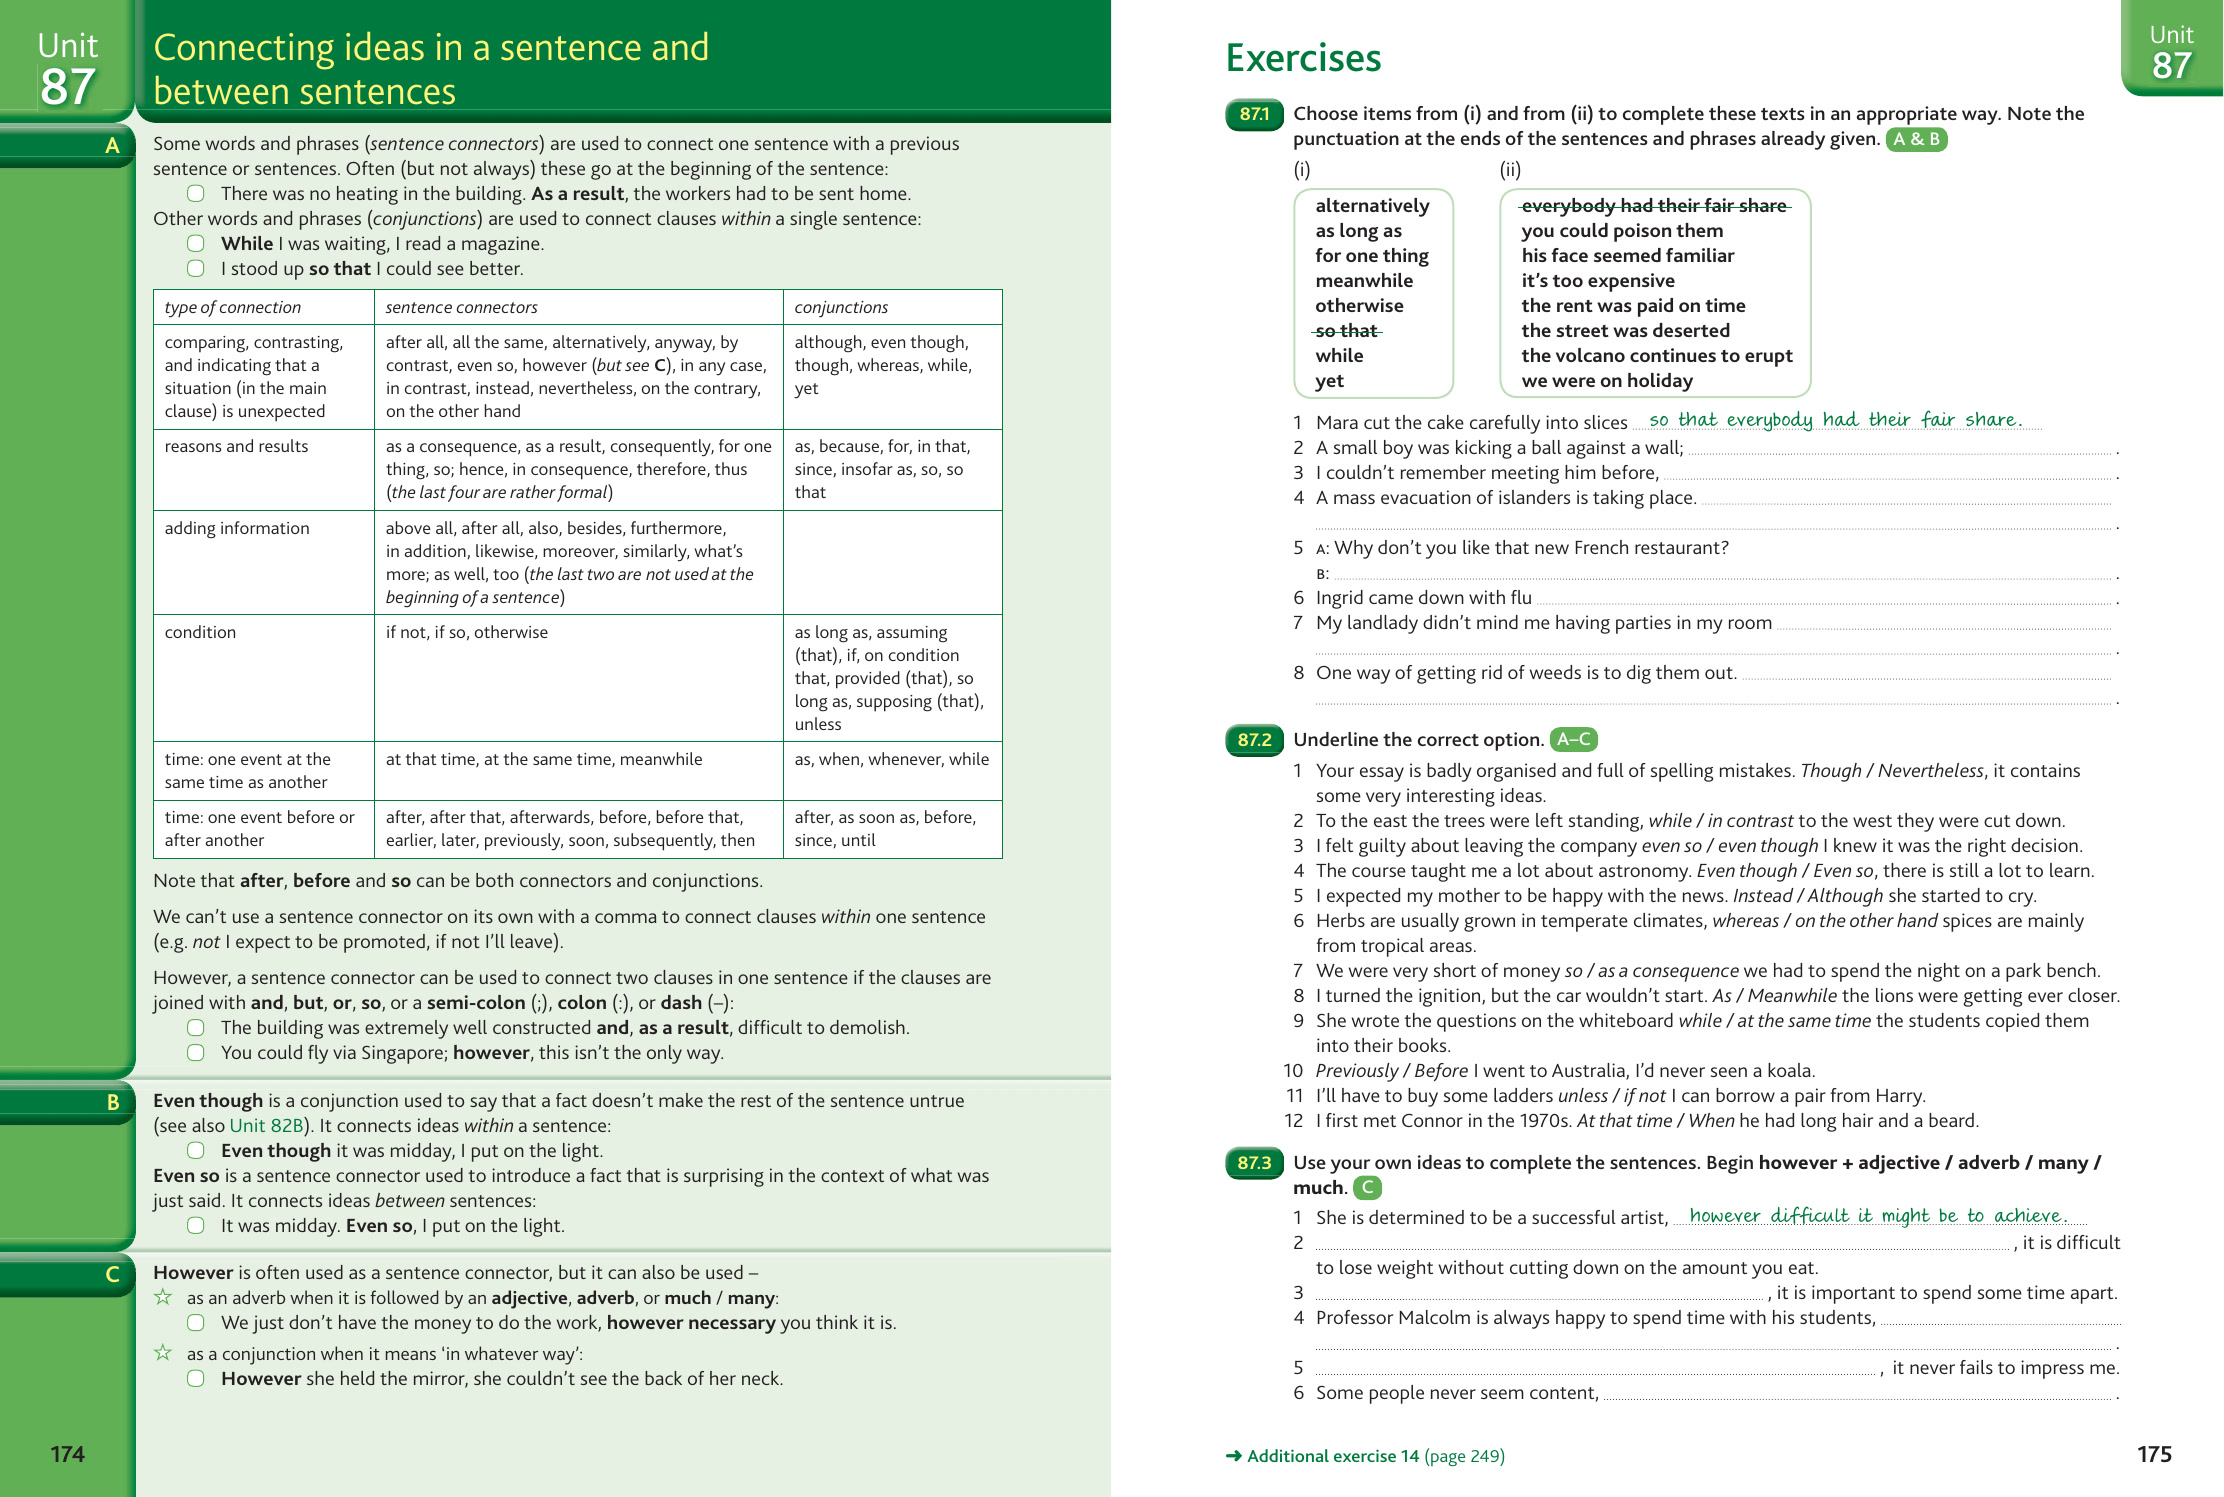 Unit
87
Connecting ideas in a sentence and
between sentences
A
Some words and phrases (sentence connectors) are used to connect one sentence with a previous
sentence or sentences. Often (but not always) these go at the beginning of the sentence:
There was no heating in the building. As a result, the workers had to be sent home.
Other words and phrases (conjunctions) are used to connect clauses within a single sentence:
While I was waiting, I read a magazine.
I stood up so that I could see better.
type of connection
sentence connectors
conjunctions
comparing, contrasting,
and indicating that a
situation (in the main
clause) is unexpected
after all, all the same, alternatively, anyway, by
contrast, even so, however (but see C), in any case,
in contrast, instead, nevertheless, on the contrary,
on the other hand
although, even though,
though, whereas, while,
yet
reasons and results
as a consequence, as a result, consequently, for one
thing, so; hence, in consequence, therefore, thus
(the last four are rather formal)
as, because, for, in that,
since, insofar as, so, so
that
adding information
above all, after all, also, besides, furthermore,
in addition, likewise, moreover, similarly, what's
more; as well, too (the last two are not used at the
beginning of a sentence)
condition
if not, if so, otherwise
as long as, assuming
(that), if, on condition
that, provided (that), so
long as, supposing (that),
unless
time: one event at the
same time as another
at that time, at the same time, meanwhile
as, when, whenever, while
time: one event before or
after another
after, after that, afterwards, before, before that,
earlier, later, previously, soon, subsequently, then
after, as soon as, before,
since, until
Note that after, before and so can be both connectors and conjunctions.
We can't use a sentence connector on its own with a comma to connect clauses within one sentence
(e.g. not I expect to be promoted, if not I'll leave).
However, a sentence connector can be used to connect two clauses in one sentence if the clauses are
joined with and, but, or, so, or a semi-colon (;), colon (:), or dash (–):
The building was extremely well constructed and, as a result, difficult to demolish.
You could fly via Singapore; however, this isn't the only way.
B
Even though is a conjunction used to say that a fact doesn't make the rest of the sentence untrue
(see also Unit 82B). It connects ideas within a sentence:
Even though it was midday, I put on the light.
Even so is a sentence connector used to introduce a fact that is surprising in the context of what was
just said. It connects ideas between sentences:
It was midday. Even so, I put on the light.
C
However is often used as a sentence connector, but it can also be used –
as an adverb when it is followed by an adjective, adverb, or much / many:
We just don't have the money to do the work, however necessary you think it is.
as a conjunction when it means 'in whatever way':
However she held the mirror, she couldn't see the back of her neck.
174
Exercises
Unit
87
87.1 Choose items from (i) and from (ii) to complete these texts in an appropriate way. Note the
punctuation at the ends of the sentences and phrases already given. A & B
(i)
alternatively
as long as
for one thing
meanwhile
otherwise
so that
while
yet
(ii)
everybody had their fair share
you could poison them
his face seemed familiar
it's too expensive
the rent was paid on time
the street was deserted
the volcano continues to erupt
we were on holiday
1 Mara cut the cake carefully into slices so that everybody had their fair share.
2 A small boy was kicking a ball against a wall; .
3 I couldn't remember meeting him before, .
4 A mass evacuation of islanders is taking place.
.
5 A: Why don't you like that new French restaurant?
B: .
6 Ingrid came down with flu .
7 My landlady didn't mind me having parties in my room
.
8 One way of getting rid of weeds is to dig them out.
.
87.2 Underline the correct option. A–C
1 Your essay is badly organised and full of spelling mistakes. Though / Nevertheless, it contains
some very interesting ideas.
2 To the east the trees were left standing, while / in contrast to the west they were cut down.
3 I felt guilty about leaving the company even so / even though I knew it was the right decision.
4 The course taught me a lot about astronomy. Even though / Even so, there is still a lot to learn.
5 I expected my mother to be happy with the news. Instead / Although she started to cry.
6 Herbs are usually grown in temperate climates, whereas / on the other hand spices are mainly
from tropical areas.
7 We were very short of money so / as a consequence we had to spend the night on a park bench.
8 I turned the ignition, but the car wouldn't start. As / Meanwhile the lions were getting ever closer.
9 She wrote the questions on the whiteboard while / at the same time the students copied them
into their books.
10 Previously / Before I went to Australia, I'd never seen a koala.
11 I'll have to buy some ladders unless / if not I can borrow a pair from Harry.
12 I first met Connor in the 1970s. At that time / When he had long hair and a beard.
87.3 Use your own ideas to complete the sentences. Begin however + adjective / adverb / many /
much. C
1 She is determined to be a successful artist, however difficult it might be to achieve.
2 , it is difficult
to lose weight without cutting down on the amount you eat.
3 , it is important to spend some time apart.
4 Professor Malcolm is always happy to spend time with his students,
.
5 , it never fails to impress me.
6 Some people never seem content, .
➜ Additional exercise 14 (page 249)
175